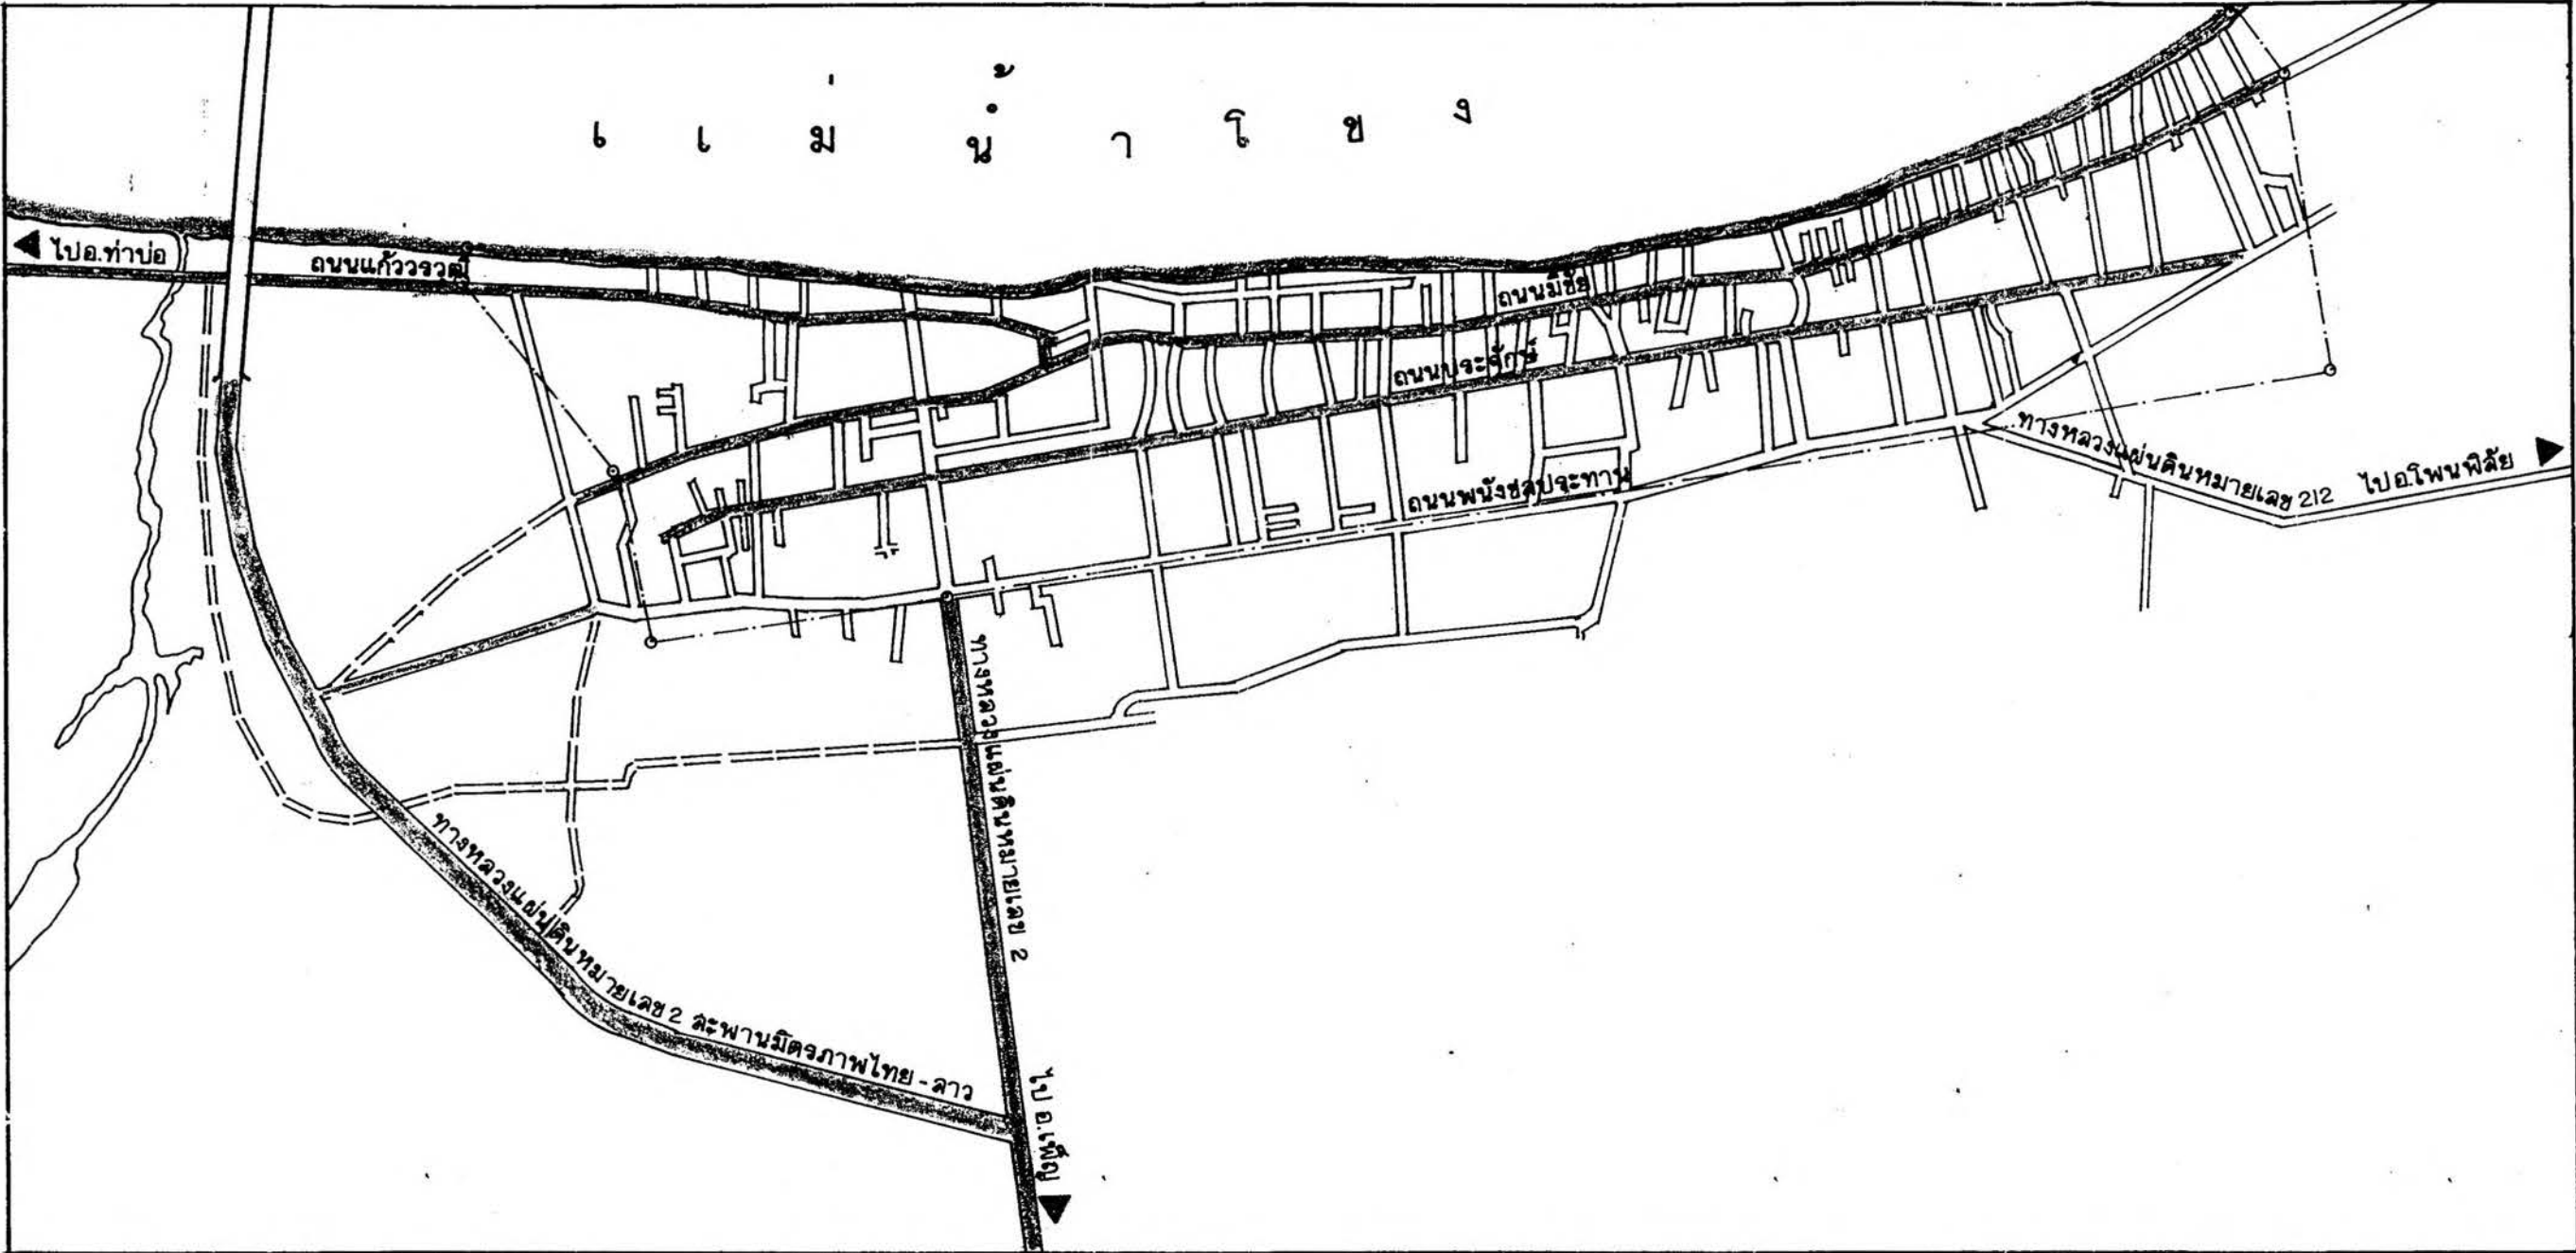 แม่น้ำโขง
ไปอ.ท่าบ่อ
ถนนแก้ววรวุฒิ
ถนนมีชัย
ถนนประจักษ์
ถนนพนังชลประทาน
ทางหลวงแผ่นดินหมายเลข 212
ไปอ.โพนพิสัย
ทางหลวงแผ่นดินหมายเลข 2
ทางหลวงแผ่นดินหมายเลข 2 สะพานมิตรภาพไทย - ลาว
ไป อ.เพ็ญ